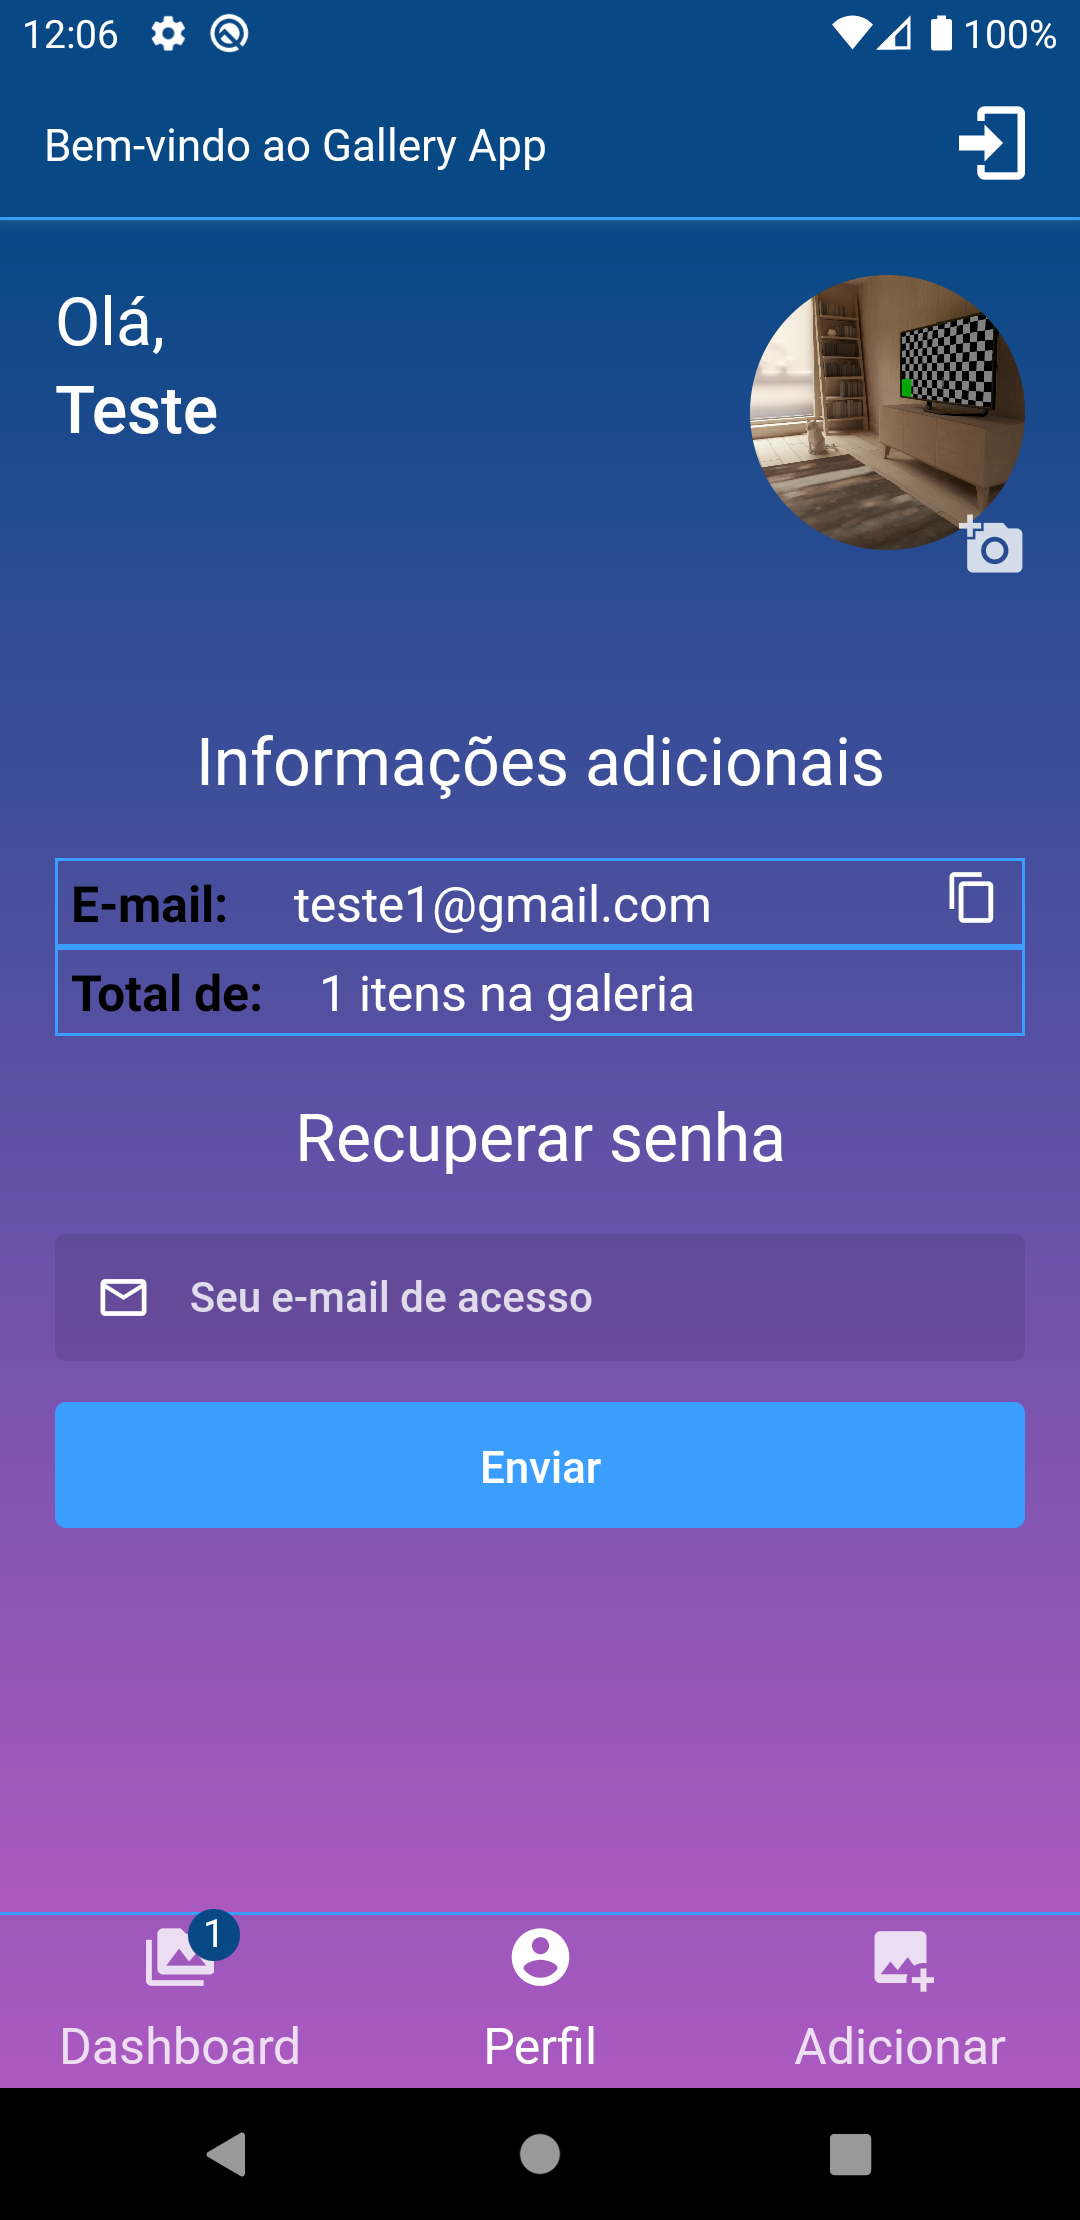 12:06
100%
Bem-vindo ao Gallery App
Olá,
Teste
Informações adicionais
E-mail: teste1@gmail.com
Total de: 1 itens na galeria
Recuperar senha
Seu e-mail de acesso
Enviar
1
Dashboard
Perfil
Adicionar